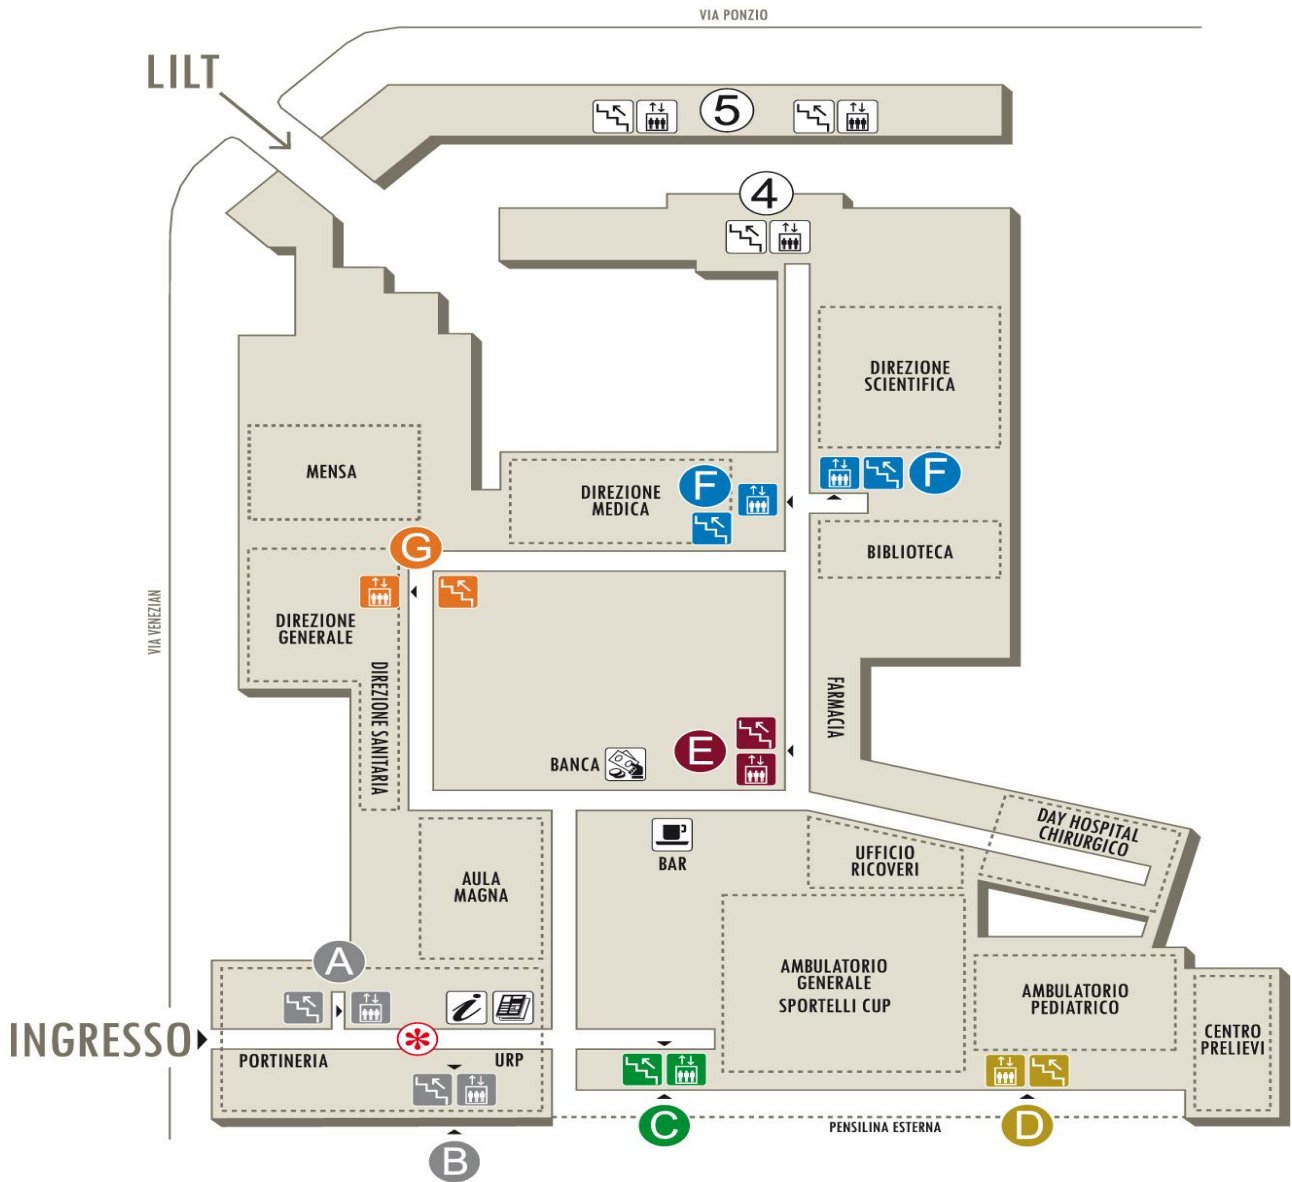 VIA PONZIO
LILT
5
4
DIREZIONE
SCIENTIFICA
MENSA
DIREZIONE
MEDICA
F
F
G
BIBLIOTECA
VIA VENEZIAN
DIREZIONE
GENERALE
DIREZIONE SANITARIA
FARMACIA
E
BANCA
DAY HOSPITAL
CHIRURGICO
BAR
UFFICIO
RICOVERI
AULA
MAGNA
A
AMBULATORIO
GENERALE
SPORTELLI CUP
AMBULATORIO
PEDIATRICO
i
INGRESSO
*
CENTRO
PRELIEVI
PORTINERIA
URP
C
D
PENSILINA ESTERNA
B